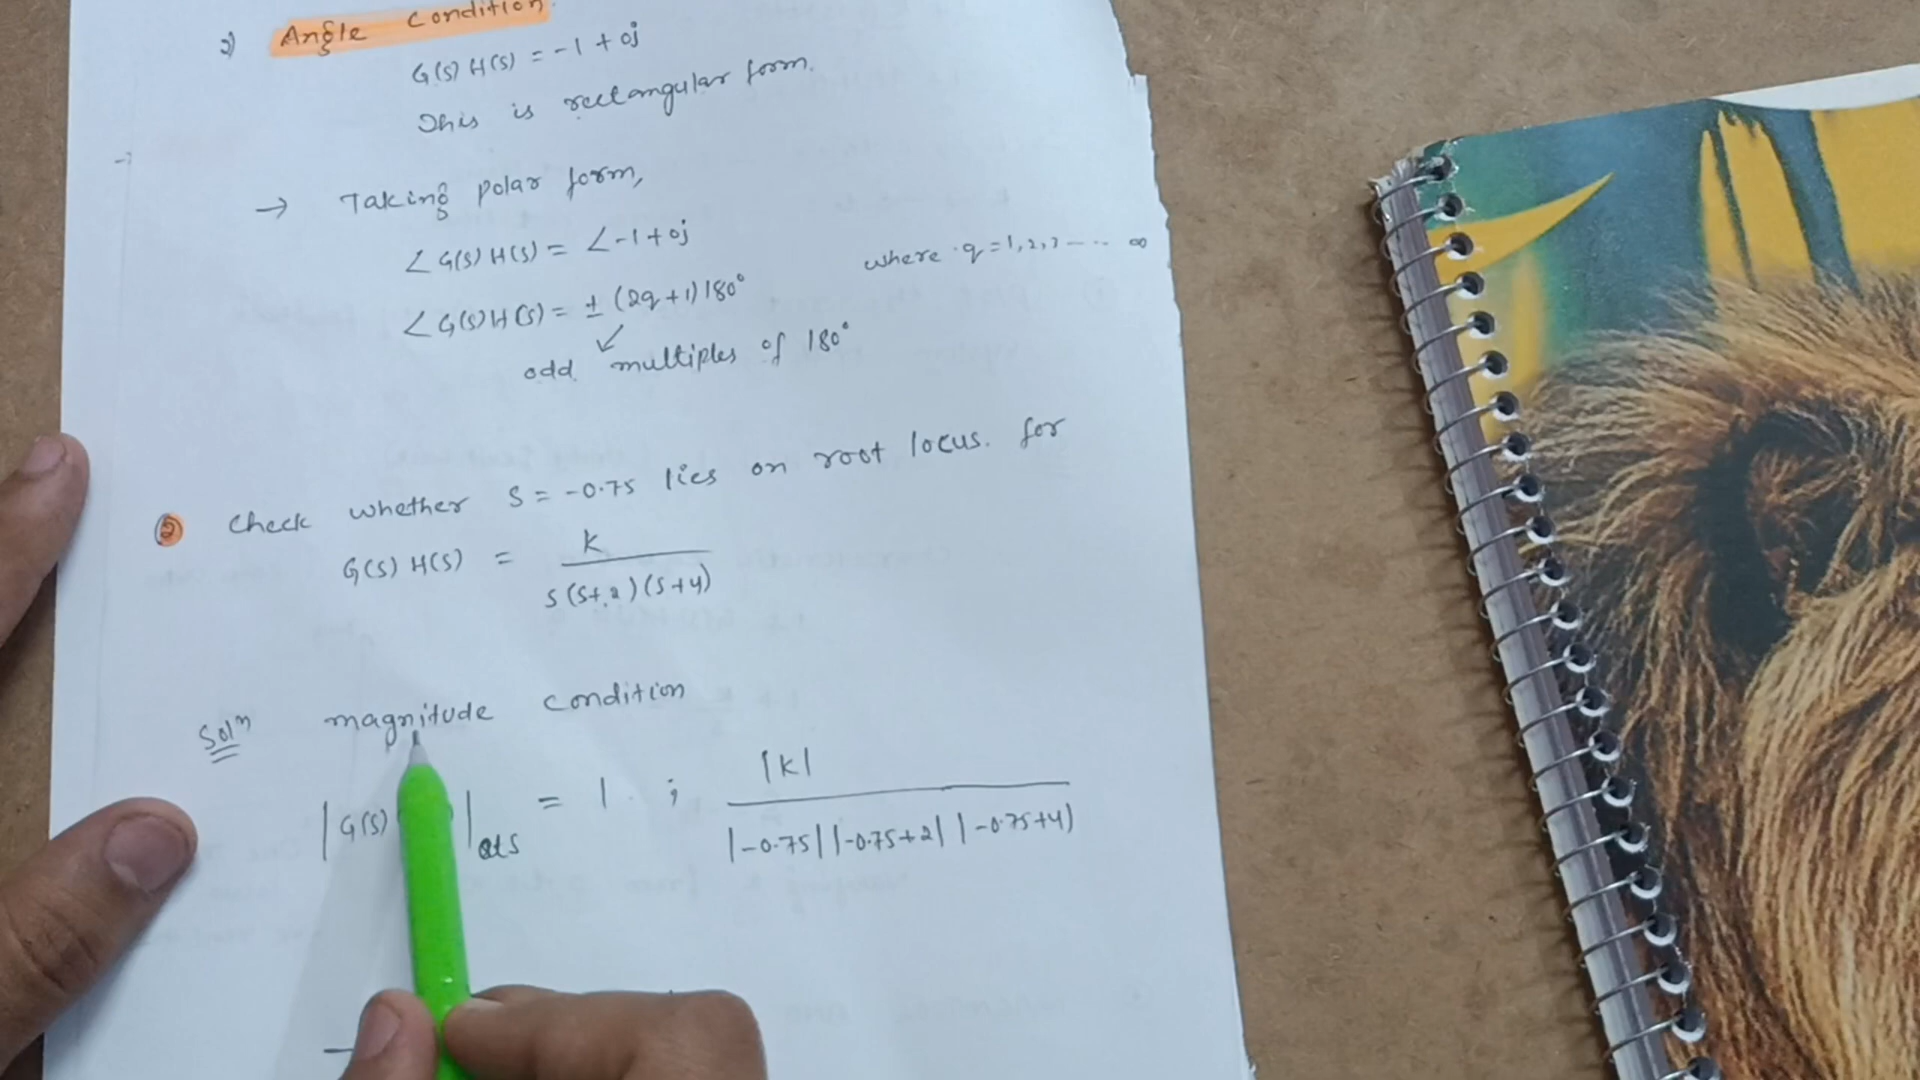 2) Angle Condition
G(s) H(s) = -1 + 0j
This is rectangular form.
→ Taking polar form,
∠ G(s) H(s) = ∠ -1 + 0j
∠ G(s) H(s) = ± (2q + 1) 180° where q = 1, 2, 3 --- ∞
odd multiples of 180°
② Check whether S = -0.75 lies on root locus. for
G(s) H(s) = K / s(s+2)(s+4)
Solⁿ magnitude condition
|G(s) | at s = 1 ; |K| / |-0.75| |-0.75+2| |-0.75+4|